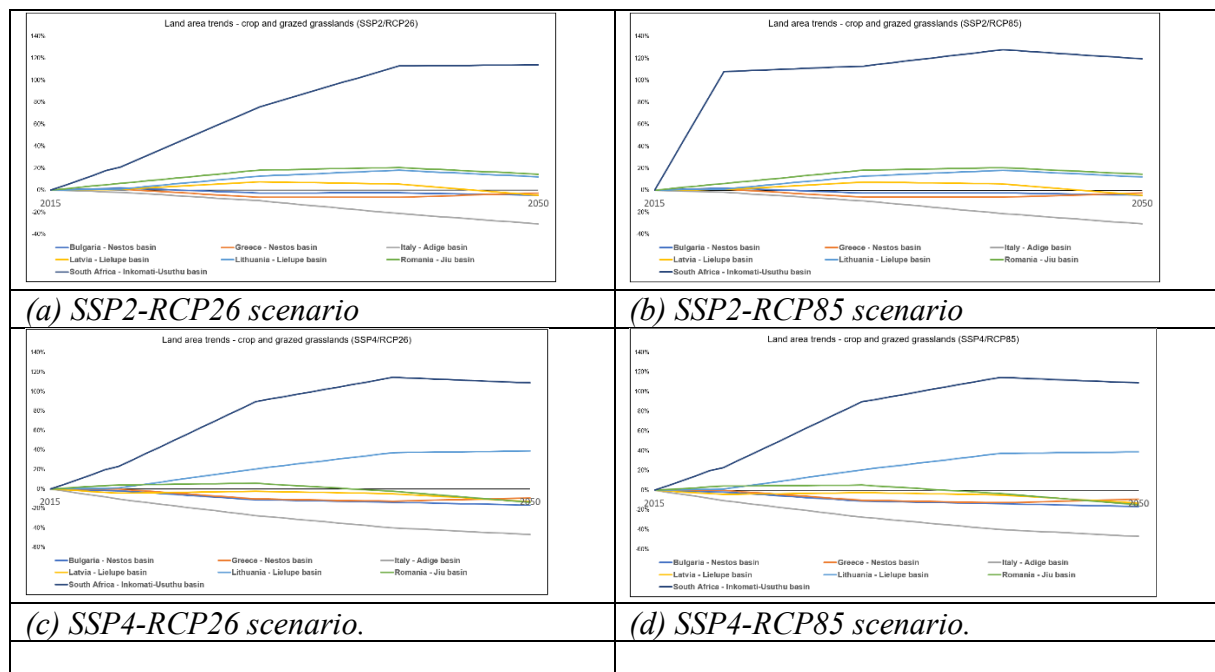 Land area trends - crop and grazed grasslands (SSP2/RCP26)
140%
120%
100%
80%
60%
40%
20%
0%
2015
2050
-20%
-40%
Bulgaria - Nestos basin
Greece - Nestos basin
Italy - Adige basin
Latvia - Lielupe basin
Lithuania - Lielupe basin
Romania - Jiu basin
South Africa - Inkomati-Usuthu basin
(a) SSP2-RCP26 scenario
Land area trends - crop and grazed grasslands (SSP2/RCP85)
140%
120%
100%
80%
60%
40%
20%
0%
2015
2050
-20%
-40%
Bulgaria - Nestos basin
Greece - Nestos basin
Italy - Adige basin
Latvia - Lielupe basin
Lithuania - Lielupe basin
Romania - Jiu basin
South Africa - Inkomati-Usuthu basin
(b) SSP2-RCP85 scenario
Land area trends - crop and grazed grasslands (SSP4/RCP26)
140%
120%
100%
80%
60%
40%
20%
0%
2015
2050
-20%
-40%
-60%
Bulgaria - Nestos basin
Greece - Nestos basin
Italy - Adige basin
Latvia - Lielupe basin
Lithuania - Lielupe basin
Romania - Jiu basin
South Africa - Inkomati-Usuthu basin
(c) SSP4-RCP26 scenario.
Land area trends - crop and grazed grasslands (SSP4/RCP85)
140%
120%
100%
80%
60%
40%
20%
0%
2015
2050
-20%
-40%
-60%
Bulgaria - Nestos basin
Greece - Nestos basin
Italy - Adige basin
Latvia - Lielupe basin
Lithuania - Lielupe basin
Romania - Jiu basin
South Africa - Inkomati-Usuthu basin
(d) SSP4-RCP85 scenario.